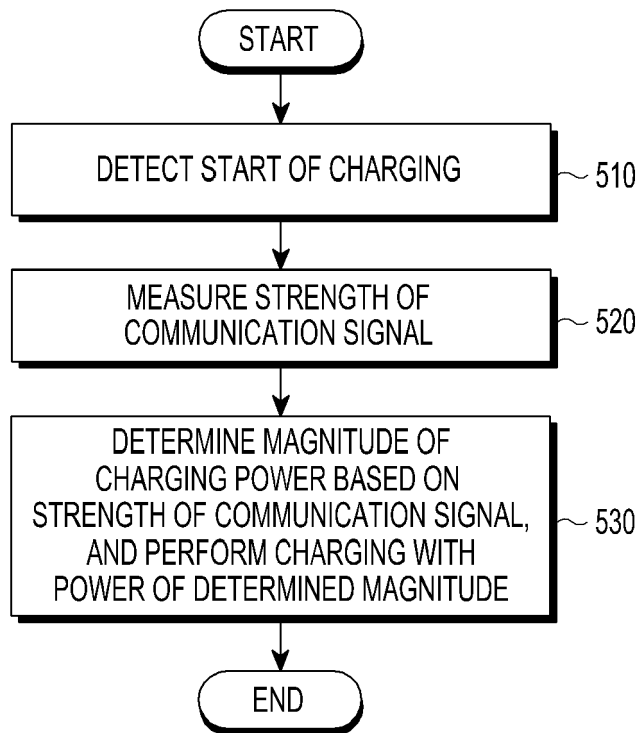 START
DETECT START OF CHARGING
510
MEASURE STRENGTH OF
COMMUNICATION SIGNAL
520
DETERMINE MAGNITUDE OF
CHARGING POWER BASED ON
STRENGTH OF COMMUNICATION SIGNAL,
AND PERFORM CHARGING WITH
POWER OF DETERMINED MAGNITUDE
530
END